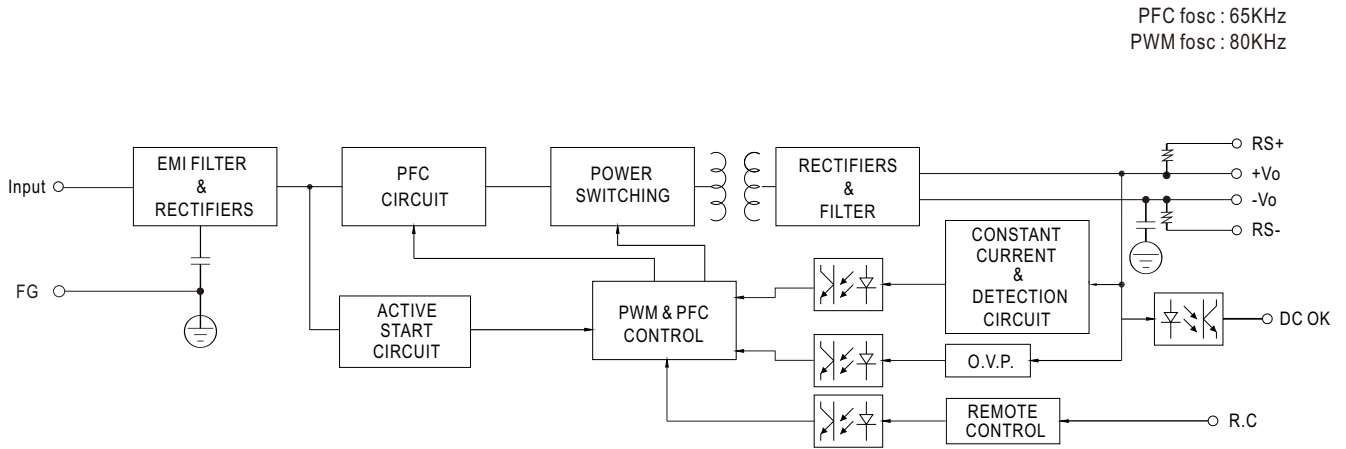 PFC fosc : 65KHz
PWM fosc : 80KHz
EMI FILTER
&
RECTIFIERS
PFC
CIRCUIT
POWER
SWITCHING
RECTIFIERS
&
FILTER
RS+
+Vo
-Vo
RS-
Input
FG
ACTIVE
START
CIRCUIT
PWM & PFC
CONTROL
CONSTANT
CURRENT
&
DETECTION
CIRCUIT
DC OK
O.V.P.
REMOTE
CONTROL
R.C